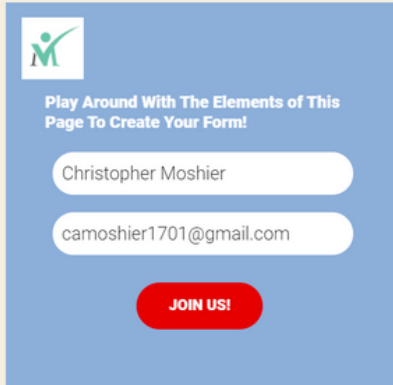 M
Play Around With The Elements of This
Page To Create Your Form!
Christopher Moshier
camoshier1701@gmail.com
JOIN US!